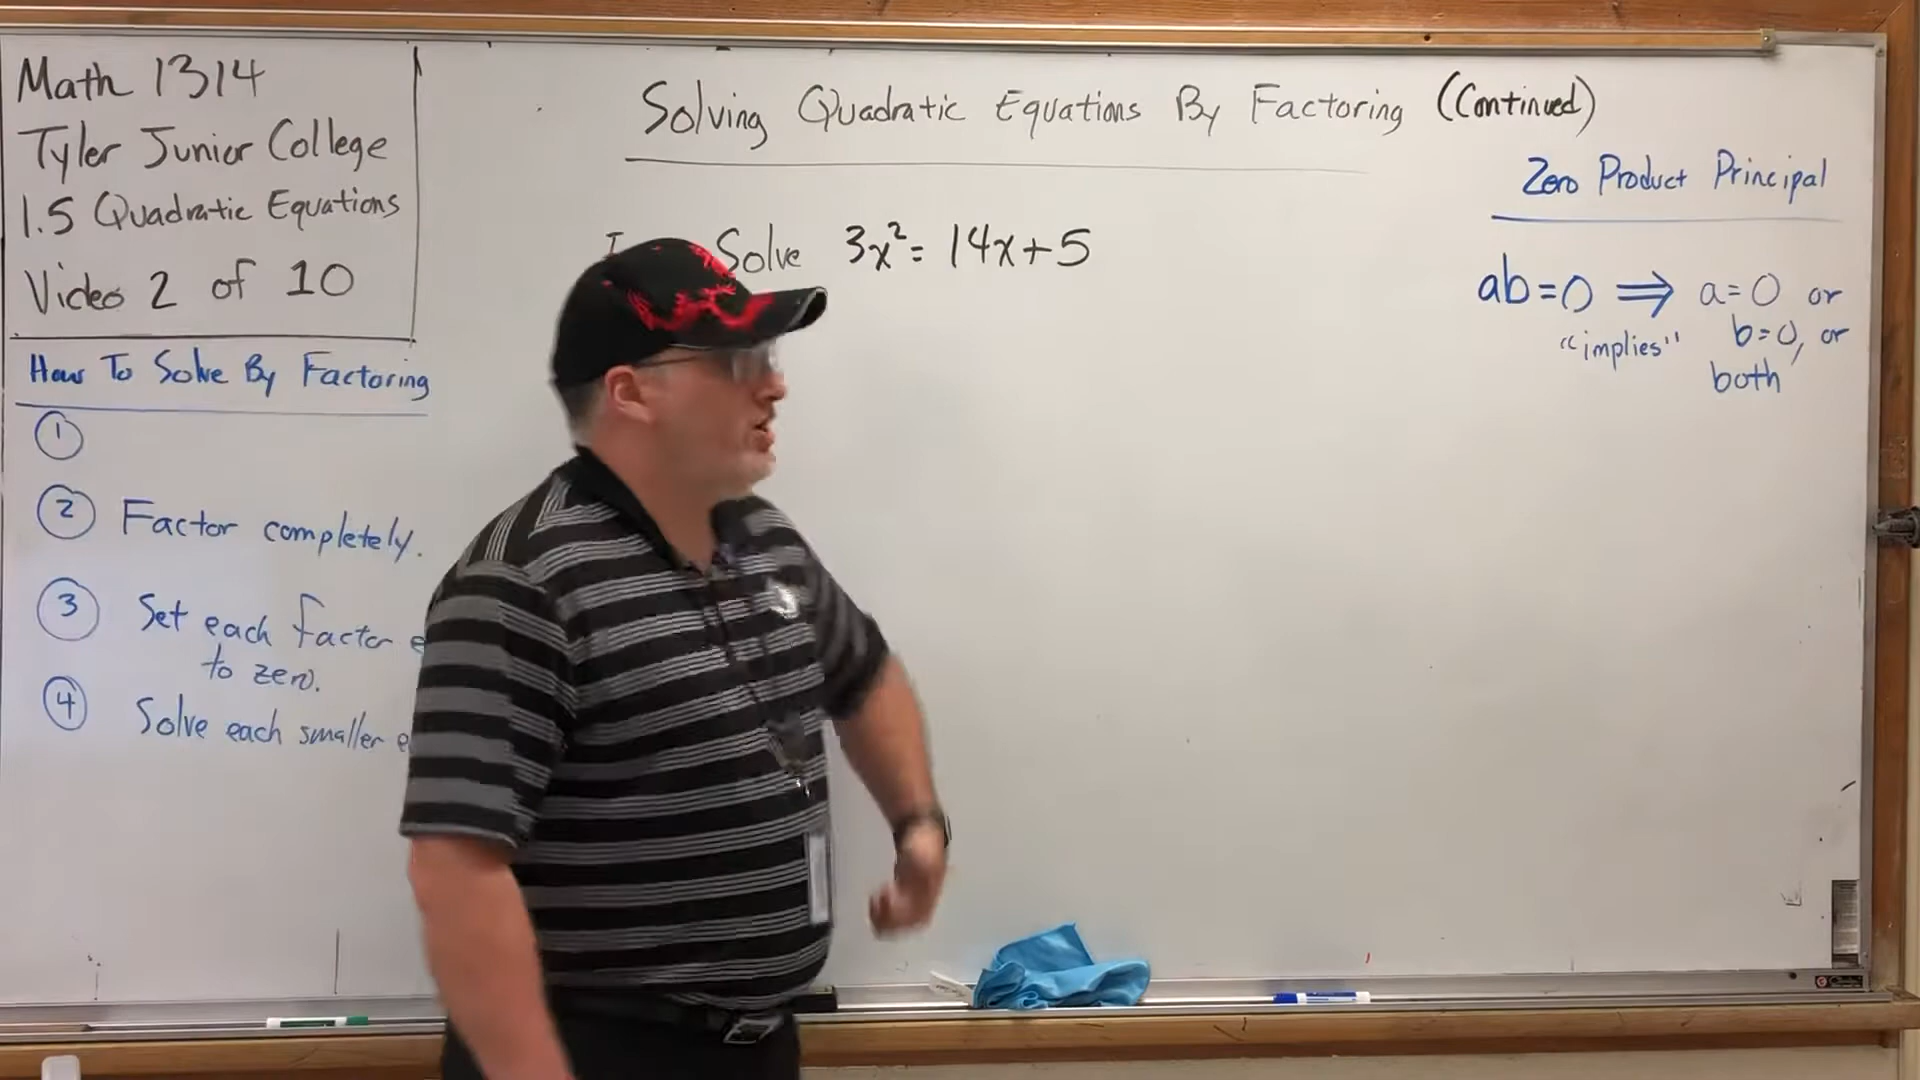 Math 1314
Tyler Junior College
1.5 Quadratic Equations
Video 2 of 10
How To Solve By Factoring
1
2 Factor completely.
3 Set each factor
to zero.
4 Solve each smaller
Solving Quadratic Equations By Factoring (Continued)
Solve 3x²= 14x+5
Zero Product Principal
ab=0 ⇒ a=0 or
"implies" b=0, or
both